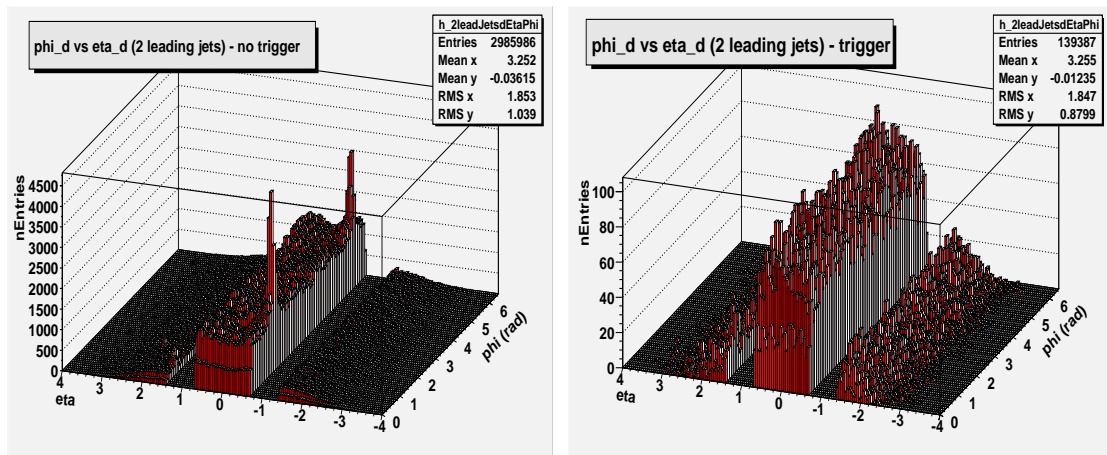 phi_d vs eta_d (2 leading jets) - no trigger
h_2leadJetsdEtaPhi
Entries 2985986
Mean x 3.252
Mean y -0.03615
RMS x 1.853
RMS y 1.039
nEntries
4500
4000
3500
3000
2500
2000
1500
1000
500
0
4 3 2 1 0 -1 -2 -3 -4
eta
0 1 2 3 4 5 6
phi (rad)
phi_d vs eta_d (2 leading jets) - trigger
h_2leadJetsdEtaPhi
Entries 139387
Mean x 3.255
Mean y -0.01235
RMS x 1.847
RMS y 0.8799
nEntries
100
80
60
40
20
0
4 3 2 1 0 -1 -2 -3 -4
eta
0 1 2 3 4 5 6
phi (rad)